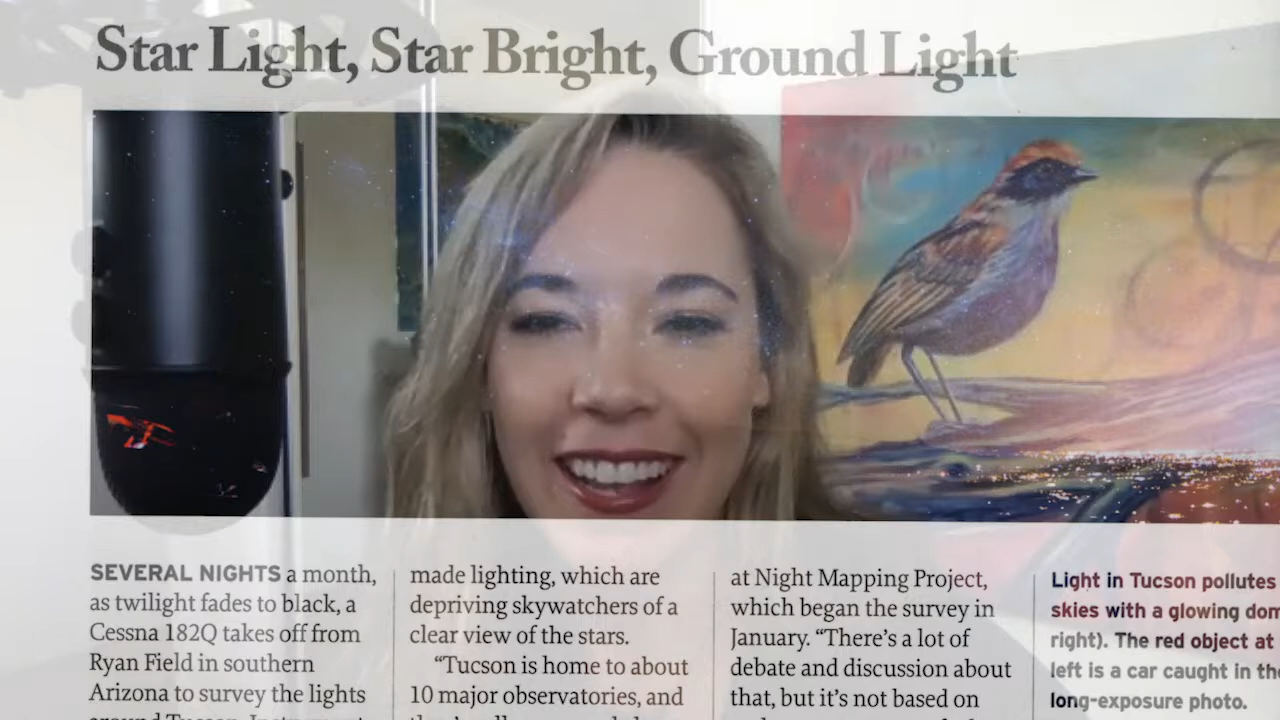 Star Light, Star Bright, Ground Light
SEVERAL NIGHTS a month,
as twilight fades to black, a
Cessna 182Q takes off from
Ryan Field in southern
Arizona to survey the lights
made lighting, which are
depriving skywatchers of a
clear view of the stars.
“Tucson is home to about
10 major observatories, and
at Night Mapping Project,
which began the survey in
January. “There’s a lot of
debate and discussion about
that, but it’s not based on
Light in Tucson pollutes
skies with a glowing
right). The red object at
left is a car caught in
long-exposure photo.